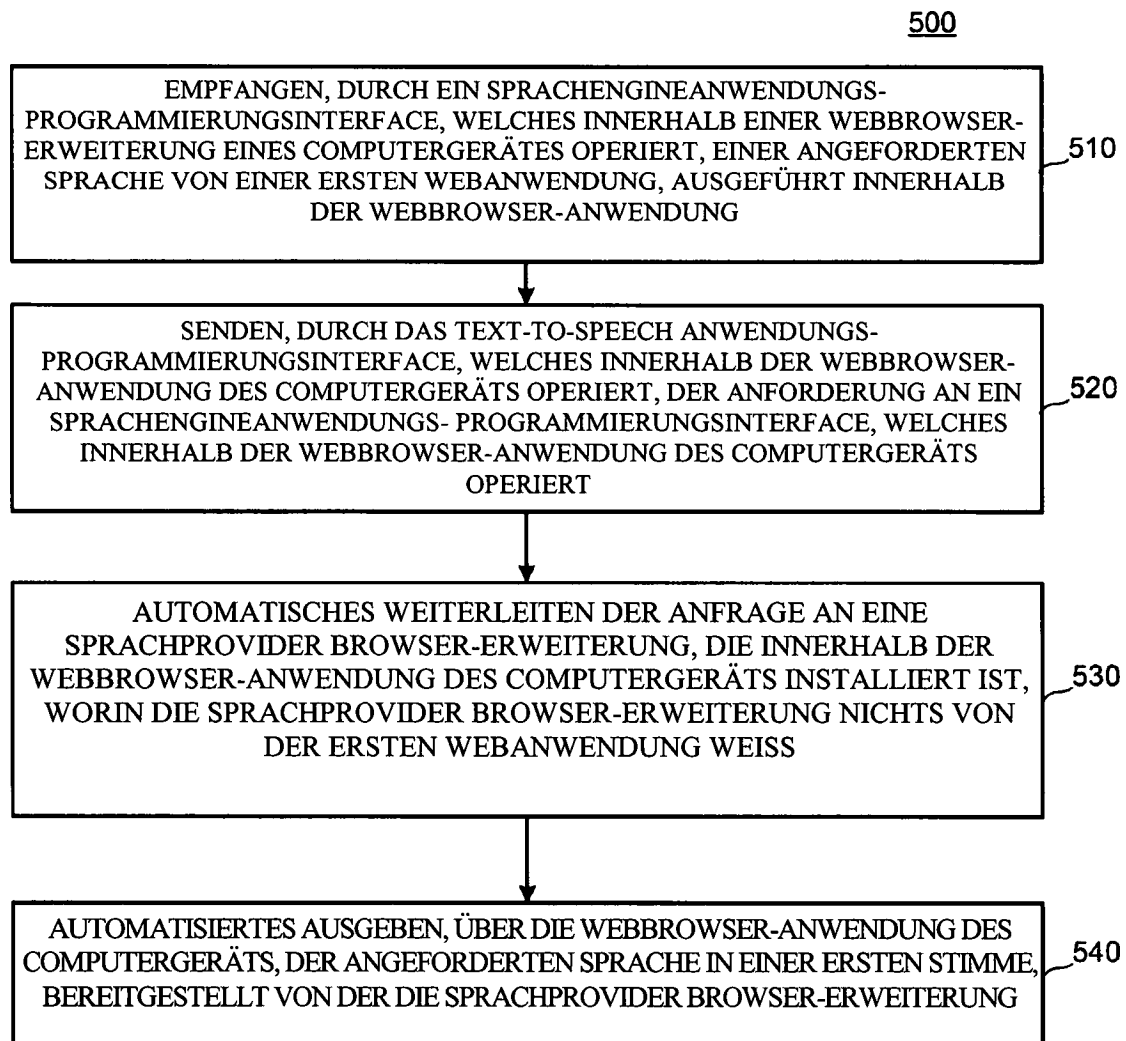 500
EMPFANGEN, DURCH EIN SPRACHENGINEANWENDUNGS-
PROGRAMMIERUNGSINTERFACE, WELCHES INNERHALB EINER WEBBROWSER-
ERWEITERUNG EINES COMPUTERGERÄTES OPERIERT, EINER ANGEFORDERTEN
SPRACHE VON EINER ERSTEN WEBANWENDUNG, AUSGEFÜHRT INNERHALB
DER WEBBROWSER-ANWENDUNG
510
SENDEN, DURCH DAS TEXT-TO-SPEECH ANWENDUNGS-
PROGRAMMIERUNGSINTERFACE, WELCHES INNERHALB DER WEBBROWSER-
ANWENDUNG DES COMPUTERGERÄTS OPERIERT, DER ANFORDERUNG AN EIN
SPRACHENGINEANWENDUNGS- PROGRAMMIERUNGSINTERFACE, WELCHES
INNERHALB DER WEBBROWSER-ANWENDUNG DES COMPUTERGERÄTS
OPERIERT
520
AUTOMATISCHES WEITERLEITEN DER ANFRAGE AN EINE
SPRACHPROVIDER BROWSER-ERWEITERUNG, DIE INNERHALB DER
WEBBROWSER-ANWENDUNG DES COMPUTERGERÄTS INSTALLIERT IST,
WORIN DIE SPRACHPROVIDER BROWSER-ERWEITERUNG NICHTS VON
DER ERSTEN WEBANWENDUNG WEISS
530
AUTOMATISIERTES AUSGEBEN, ÜBER DIE WEBBROWSER-ANWENDUNG DES
COMPUTERGERÄTS, DER ANGEFORDERTEN SPRACHE IN EINER ERSTEN STIMME,
BEREITGESTELLT VON DER DIE SPRACHPROVIDER BROWSER-ERWEITERUNG
540